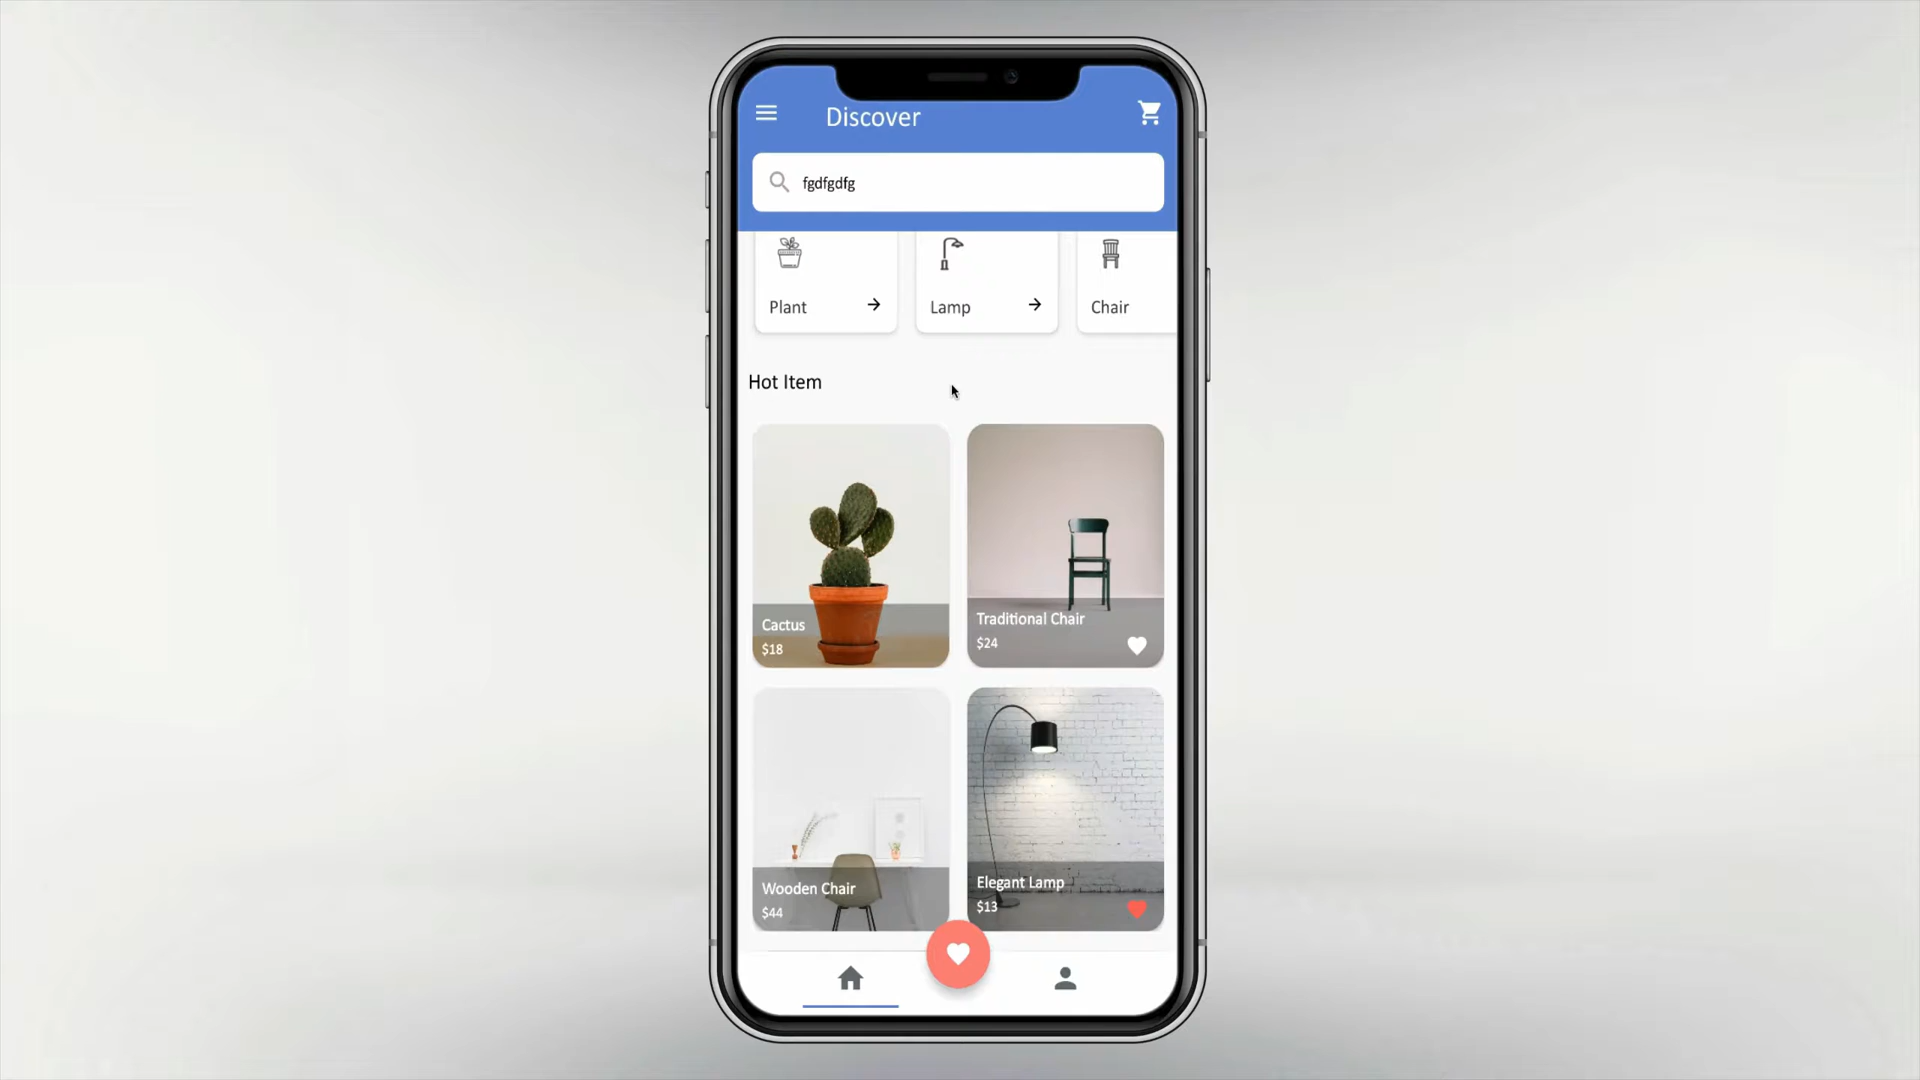 Discover
fgdfgdfg
Plant
Lamp
Chair
Hot Item
Cactus
$18
Traditional Chair
$24
Wooden Chair
$44
Elegant Lamp
$13